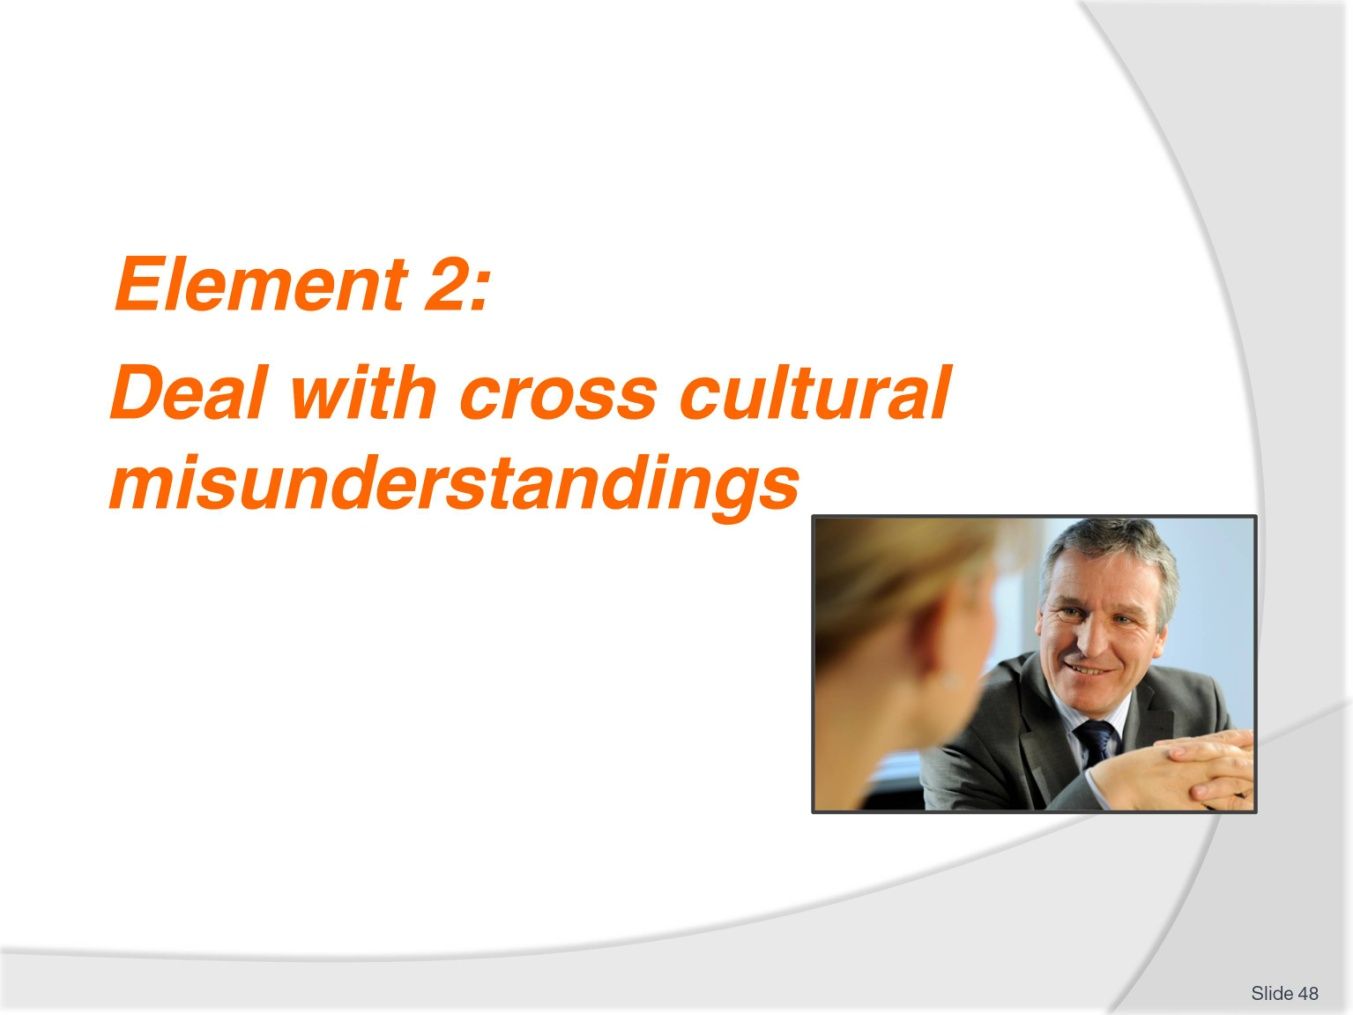 Element 2:
Deal with cross cultural
misunderstandings
Slide 48